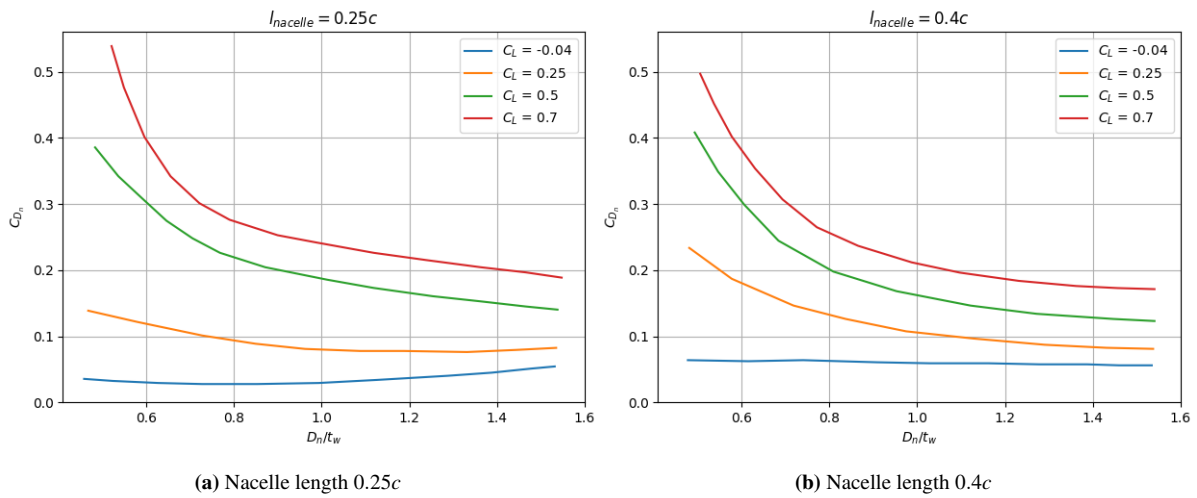 l_nacelle = 0.25c
C_L = -0.04
C_L = 0.25
C_L = 0.5
C_L = 0.7
0.5
0.4
0.3
0.2
0.1
0.0
C_{D_n}
0.6 0.8 1.0 1.2 1.4 1.6
D_n/t_w
(a) Nacelle length 0.25c
l_nacelle = 0.4c
C_L = -0.04
C_L = 0.25
C_L = 0.5
C_L = 0.7
0.5
0.4
0.3
0.2
0.1
0.0
C_{D_n}
0.6 0.8 1.0 1.2 1.4 1.6
D_n/t_w
(b) Nacelle length 0.4c